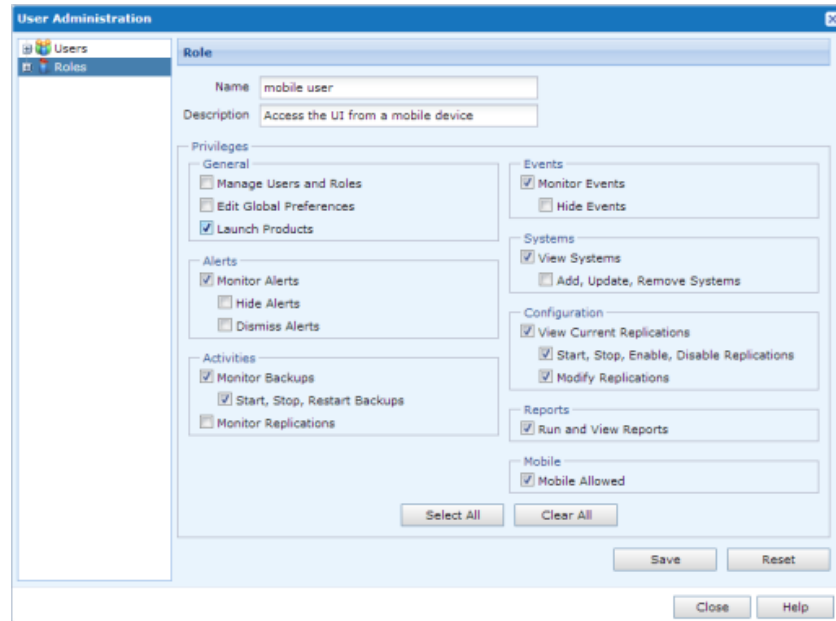 User Administration
Users
Roles
Role
Name mobile user
Description Access the UI from a mobile device
Privileges
General
Manage Users and Roles
Edit Global Preferences
Launch Products
Alerts
Monitor Alerts
Hide Alerts
Dismiss Alerts
Activities
Monitor Backups
Start, Stop, Restart Backups
Monitor Replications
Events
Monitor Events
Hide Events
Systems
View Systems
Add, Update, Remove Systems
Configuration
View Current Replications
Start, Stop, Enable, Disable Replications
Modify Replications
Reports
Run and View Reports
Mobile
Mobile Allowed
Select All Clear All
Save Reset
Close Help